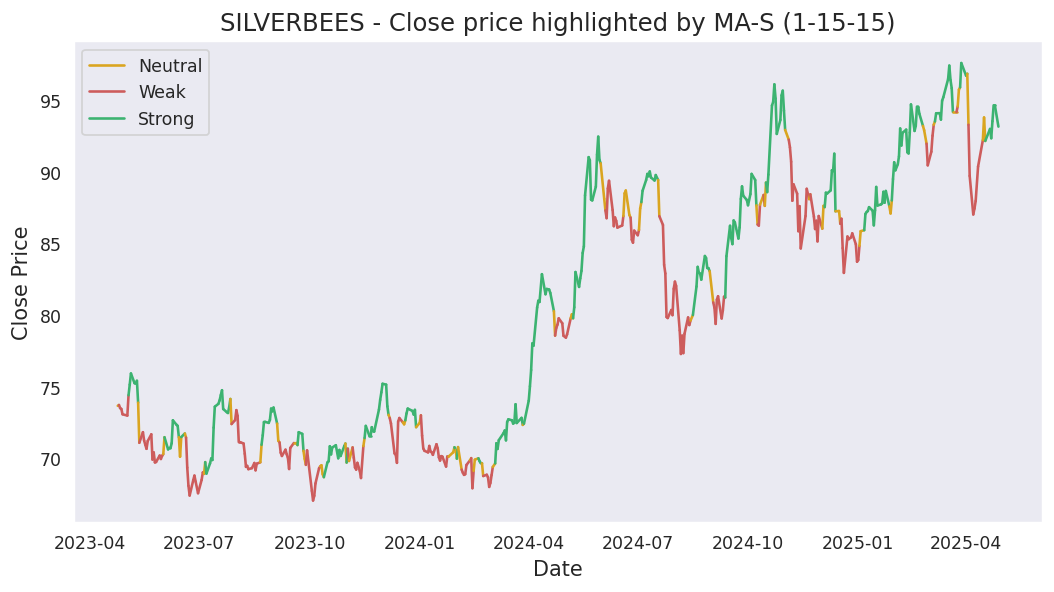 SILVERBEES - Close price highlighted by MA-S (1-15-15)
Neutral
Weak
Strong
Close Price
95
90
85
80
75
70
2023-04 2023-07 2023-10 2024-01 2024-04 2024-07 2024-10 2025-01 2025-04
Date